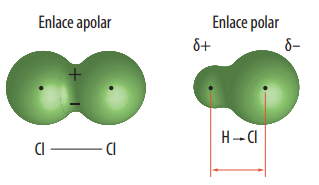 Enlace apolar
+
−
Cl — Cl
Enlace polar
δ+ δ−
H → Cl